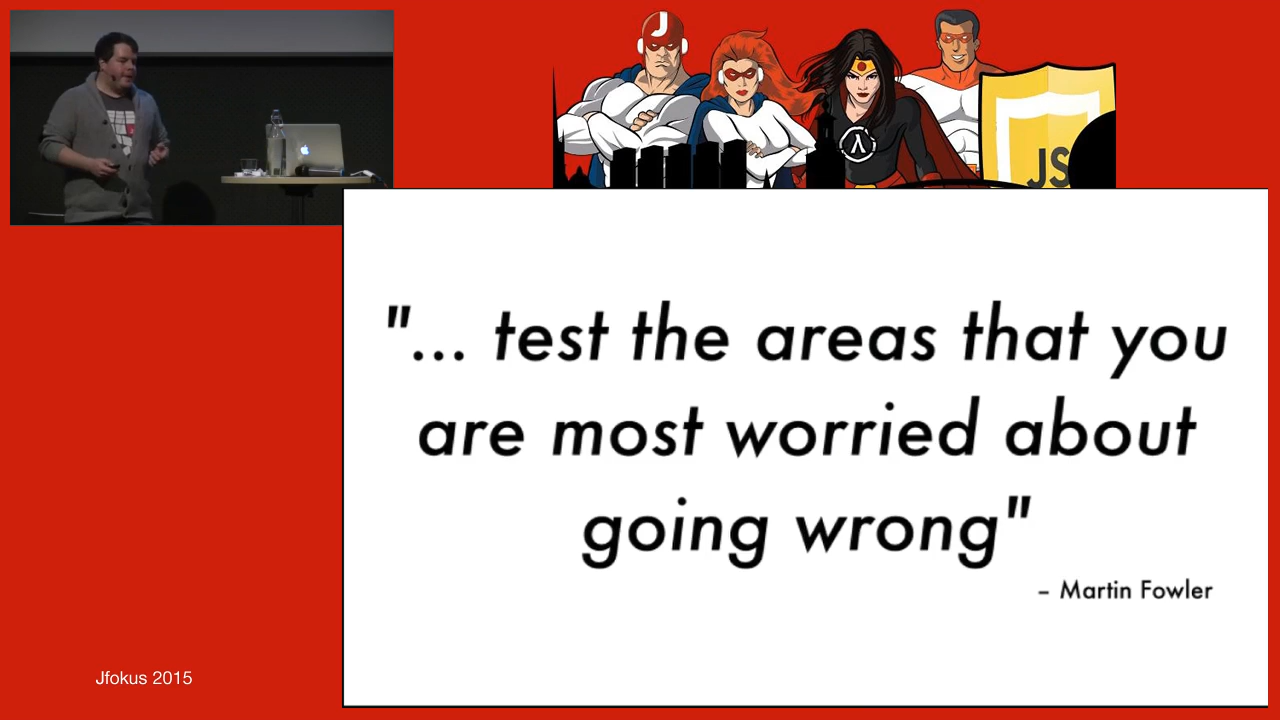 J
JS
"... test the areas that you
are most worried about
going wrong"
– Martin Fowler
Jfokus 2015